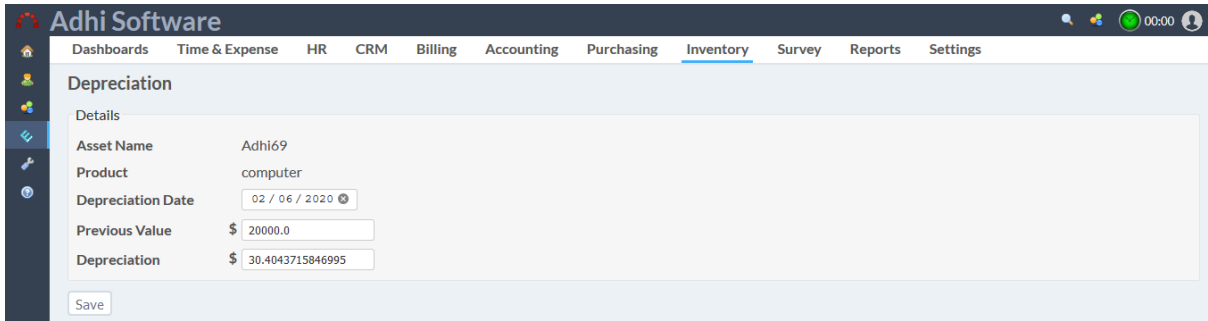 Adhi Software
00:00
Dashboards Time & Expense HR CRM Billing Accounting Purchasing Inventory Survey Reports Settings
Depreciation
Details
Asset Name Adhi69
Product computer
Depreciation Date 02 / 06 / 2020
Previous Value $ 20000.0
Depreciation $ 30.4043715846995
Save